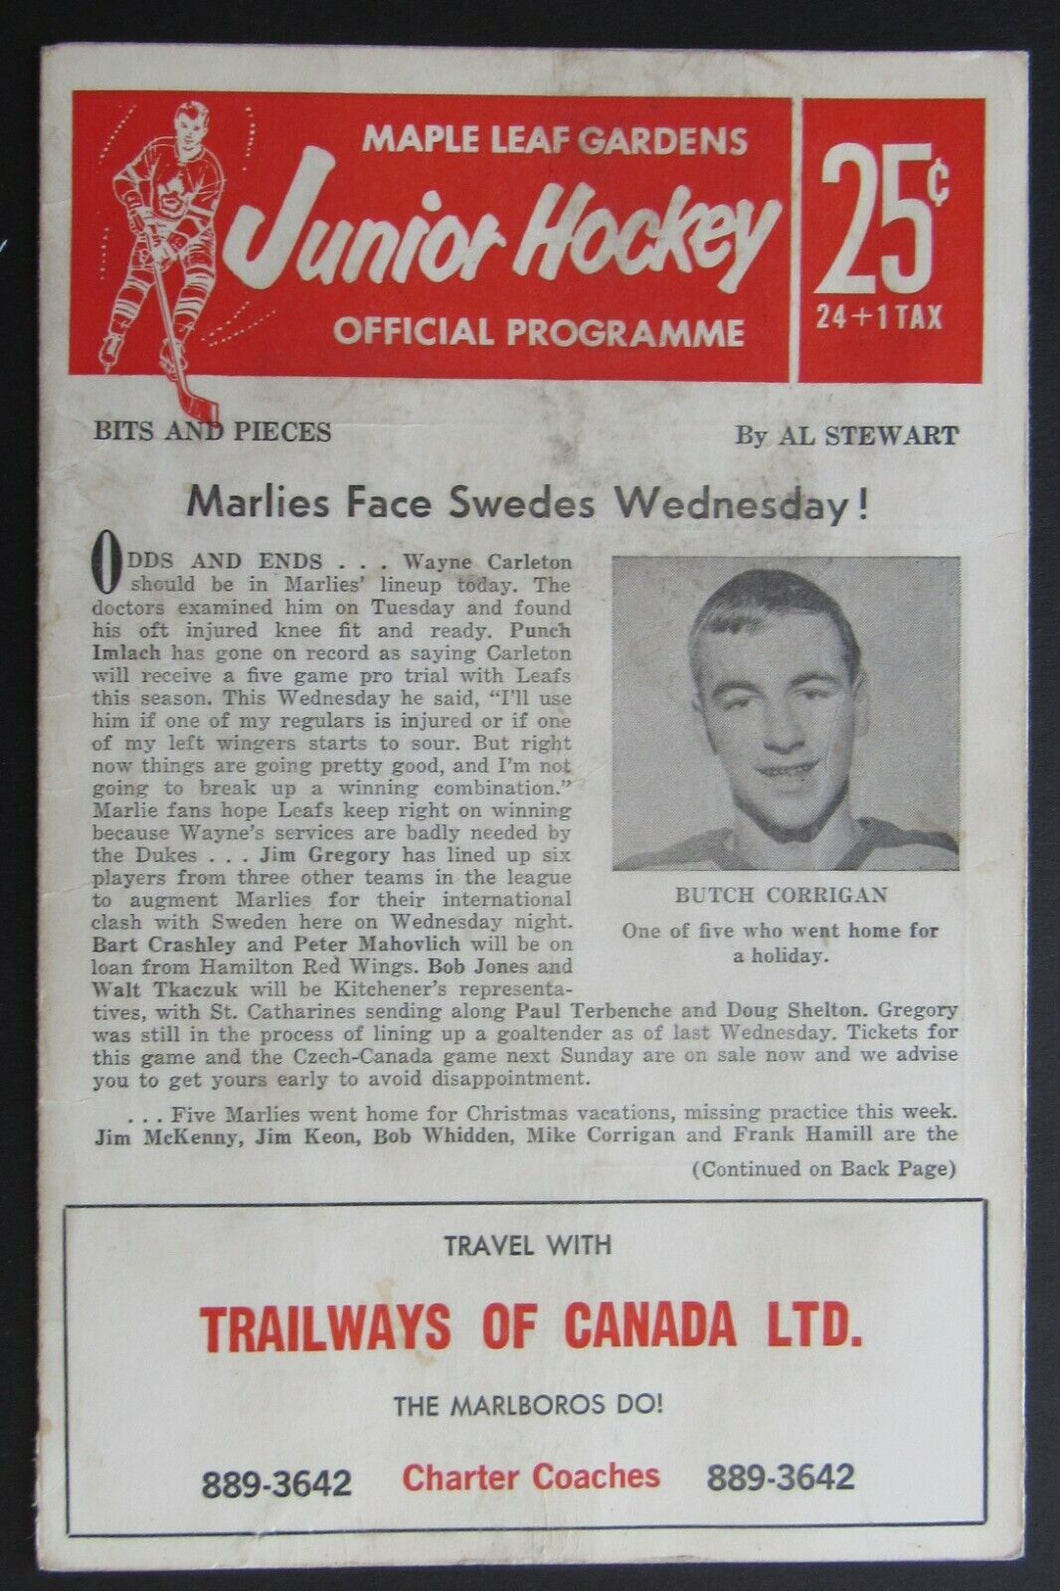 MAPLE LEAF GARDENS
Junior Hockey
OFFICIAL PROGRAMME
25¢
24+1 TAX
BITS AND PIECES
By AL STEWART
Marlies Face Swedes Wednesday!
ODDS AND ENDS . . . Wayne Carleton
should be in Marlies' lineup today. The
doctors examined him on Tuesday and found
his oft injured knee fit and ready. Punch
Imlach has gone on record as saying Carleton
will receive a five game pro trial with Leafs
this season. This Wednesday he said, "I'll use
him if one of my regulars is injured or if one
of my left wingers starts to sour. But right
now things are going pretty good, and I'm not
going to break up a winning combination."
Marlie fans hope Leafs keep right on winning
because Wayne's services are badly needed by
the Dukes . . . Jim Gregory has lined up six
players from three other teams in the league
to augment Marlies for their international
clash with Sweden here on Wednesday night.
Bart Crashley and Peter Mahovlich will be on
loan from Hamilton Red Wings. Bob Jones and
Walt Tkaczuk will be Kitchener's representa-
tives, with St. Catharines sending along Paul Terbenche and Doug Shelton. Gregory
was still in the process of lining up a goaltender as of last Wednesday. Tickets for
this game and the Czech-Canada game next Sunday are on sale now and we advise
you to get yours early to avoid disappointment.
BUTCH CORRIGAN
One of five who went home for
a holiday.
. . . Five Marlies went home for Christmas vacations, missing practice this week.
Jim McKenny, Jim Keon, Bob Whidden, Mike Corrigan and Frank Hamill are the
(Continued on Back Page)
TRAVEL WITH
TRAILWAYS OF CANADA LTD.
THE MARLBOROS DO!
889-3642 Charter Coaches 889-3642